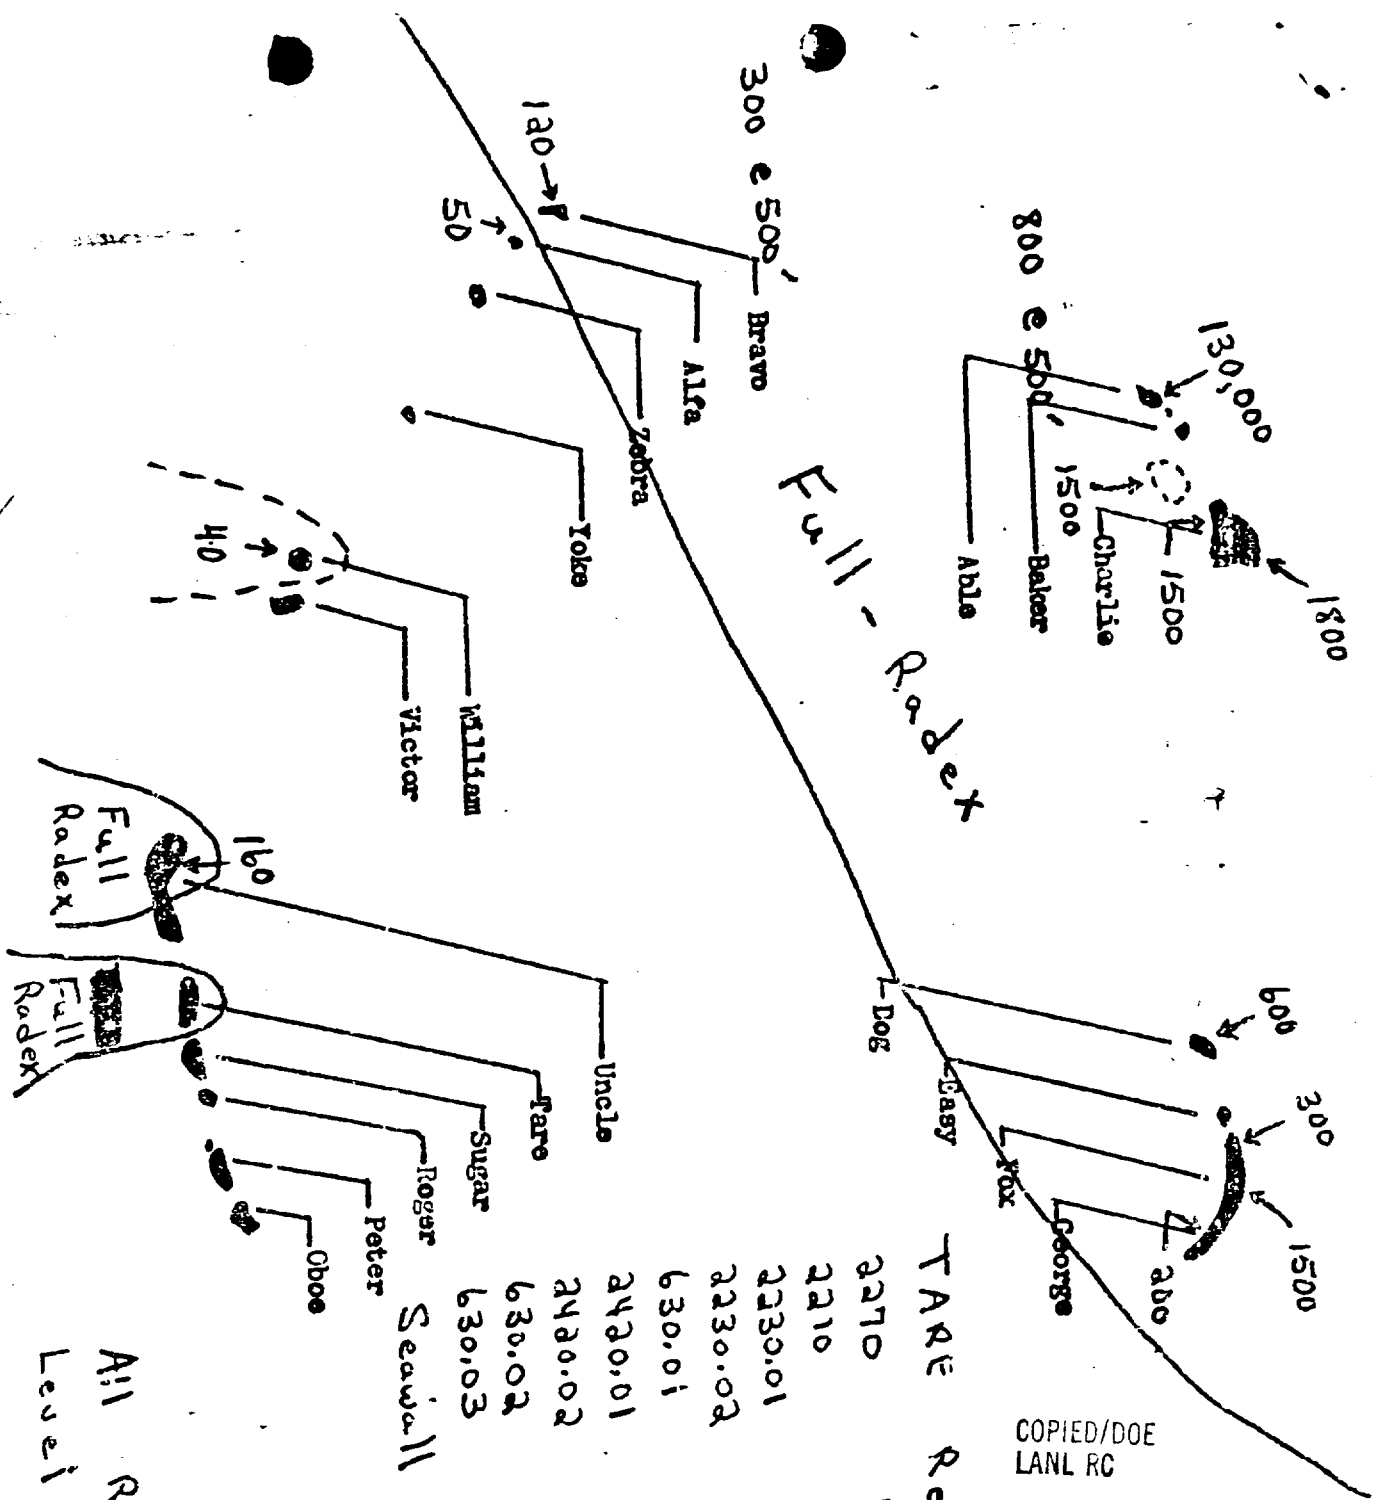 300 e 500'
800 e 500'
130,000
1800
1500
1500
Charlie
Baker
Able
120
50
Bravo
Alfa
Zebra
Yoke
Full - Radex
40
William
Victor
160
Full
Radex
Full
Radex
Uncle
Tare
Sugar
Roger
Peter
Oboe
600
300
1500
200
Dog
Easy
Fox
George
TARE
2270
2210
2230.01
2230.02
630.01
2420.01
2420.02
630.02
630.03
Seawall
All R
Level
COPIED/DOE
LANL RC